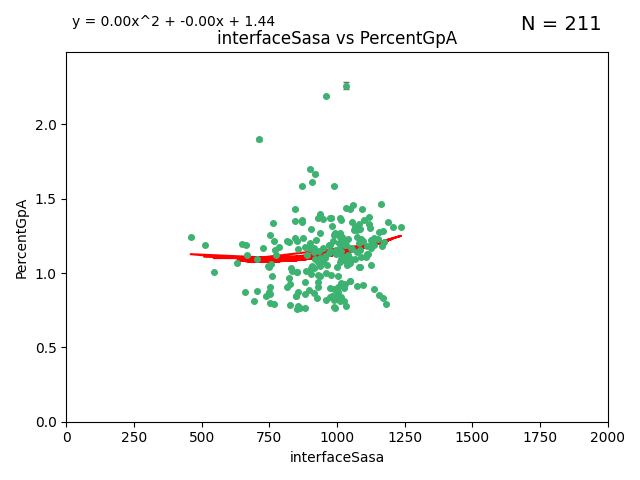 y = 0.00x^2 + -0.00x + 1.44
N = 211
interfaceSasa vs PercentGpA
PercentGpA
2.0
1.5
1.0
0.5
0.0
0 250 500 750 1000 1250 1500 1750 2000
interfaceSasa